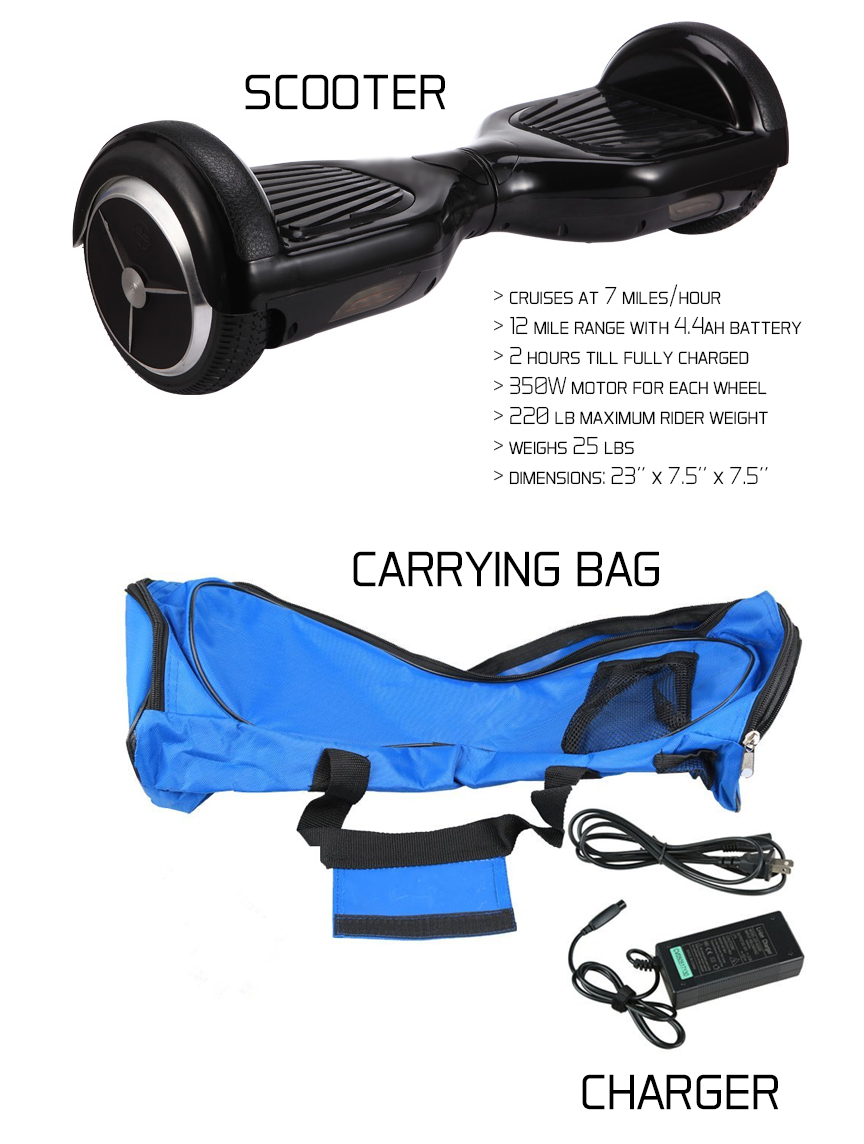 SCOOTER
> CRUISES AT 7 MILES/HOUR
> 12 MILE RANGE WITH 4.4AH BATTERY
> 2 HOURS TILL FULLY CHARGED
> 350W MOTOR FOR EACH WHEEL
> 220 LB MAXIMUM RIDER WEIGHT
> WEIGHS 25 LBS
> DIMENSIONS: 23'' X 7.5'' X 7.5''
CARRYING BAG
CHARGER